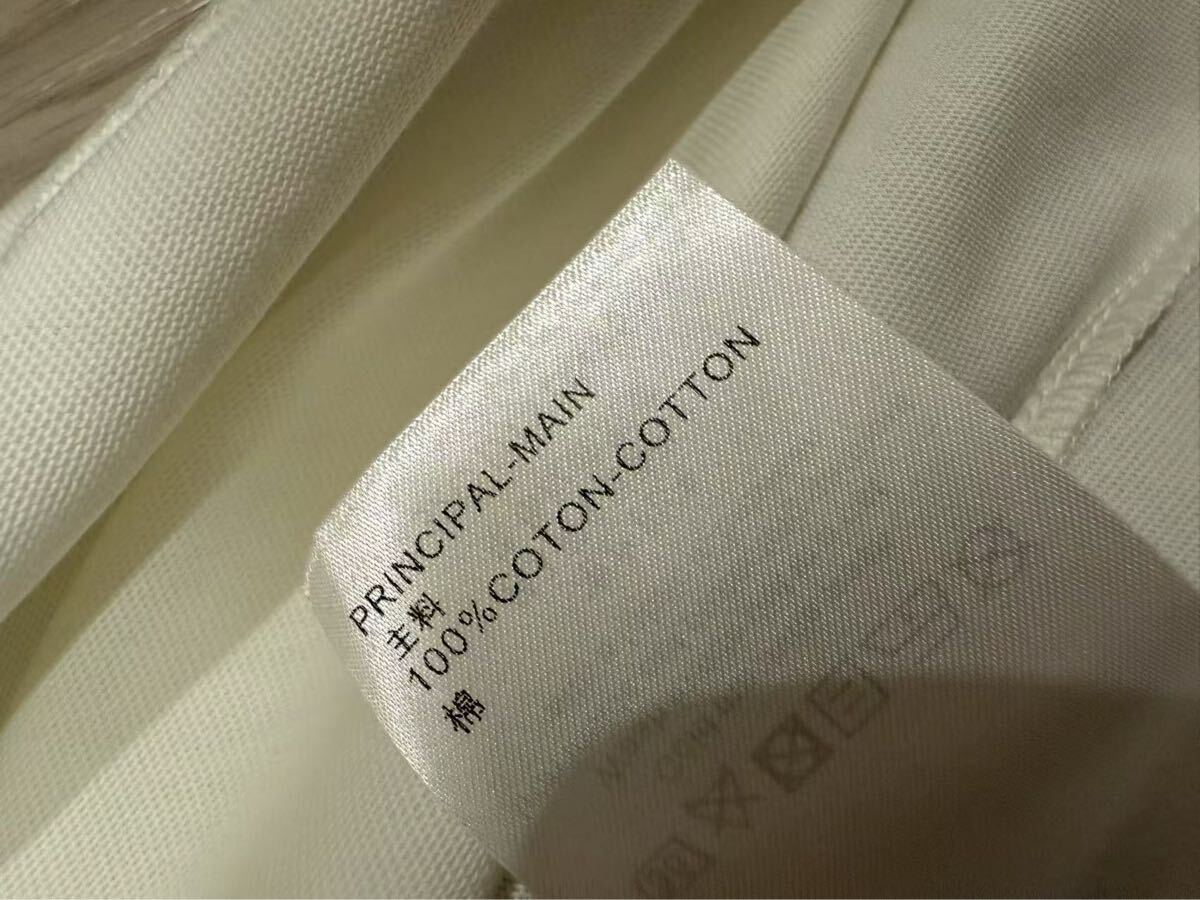 PRINCIPAL-MAIN
主料
100%COTON-COTTON
棉